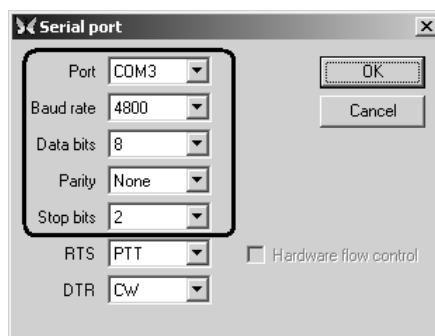 Serial port
Port COM3 OK
Baud rate 4800 Cancel
Data bits 8
Parity None
Stop bits 2
RTS PTT Hardware flow control
DTR CW